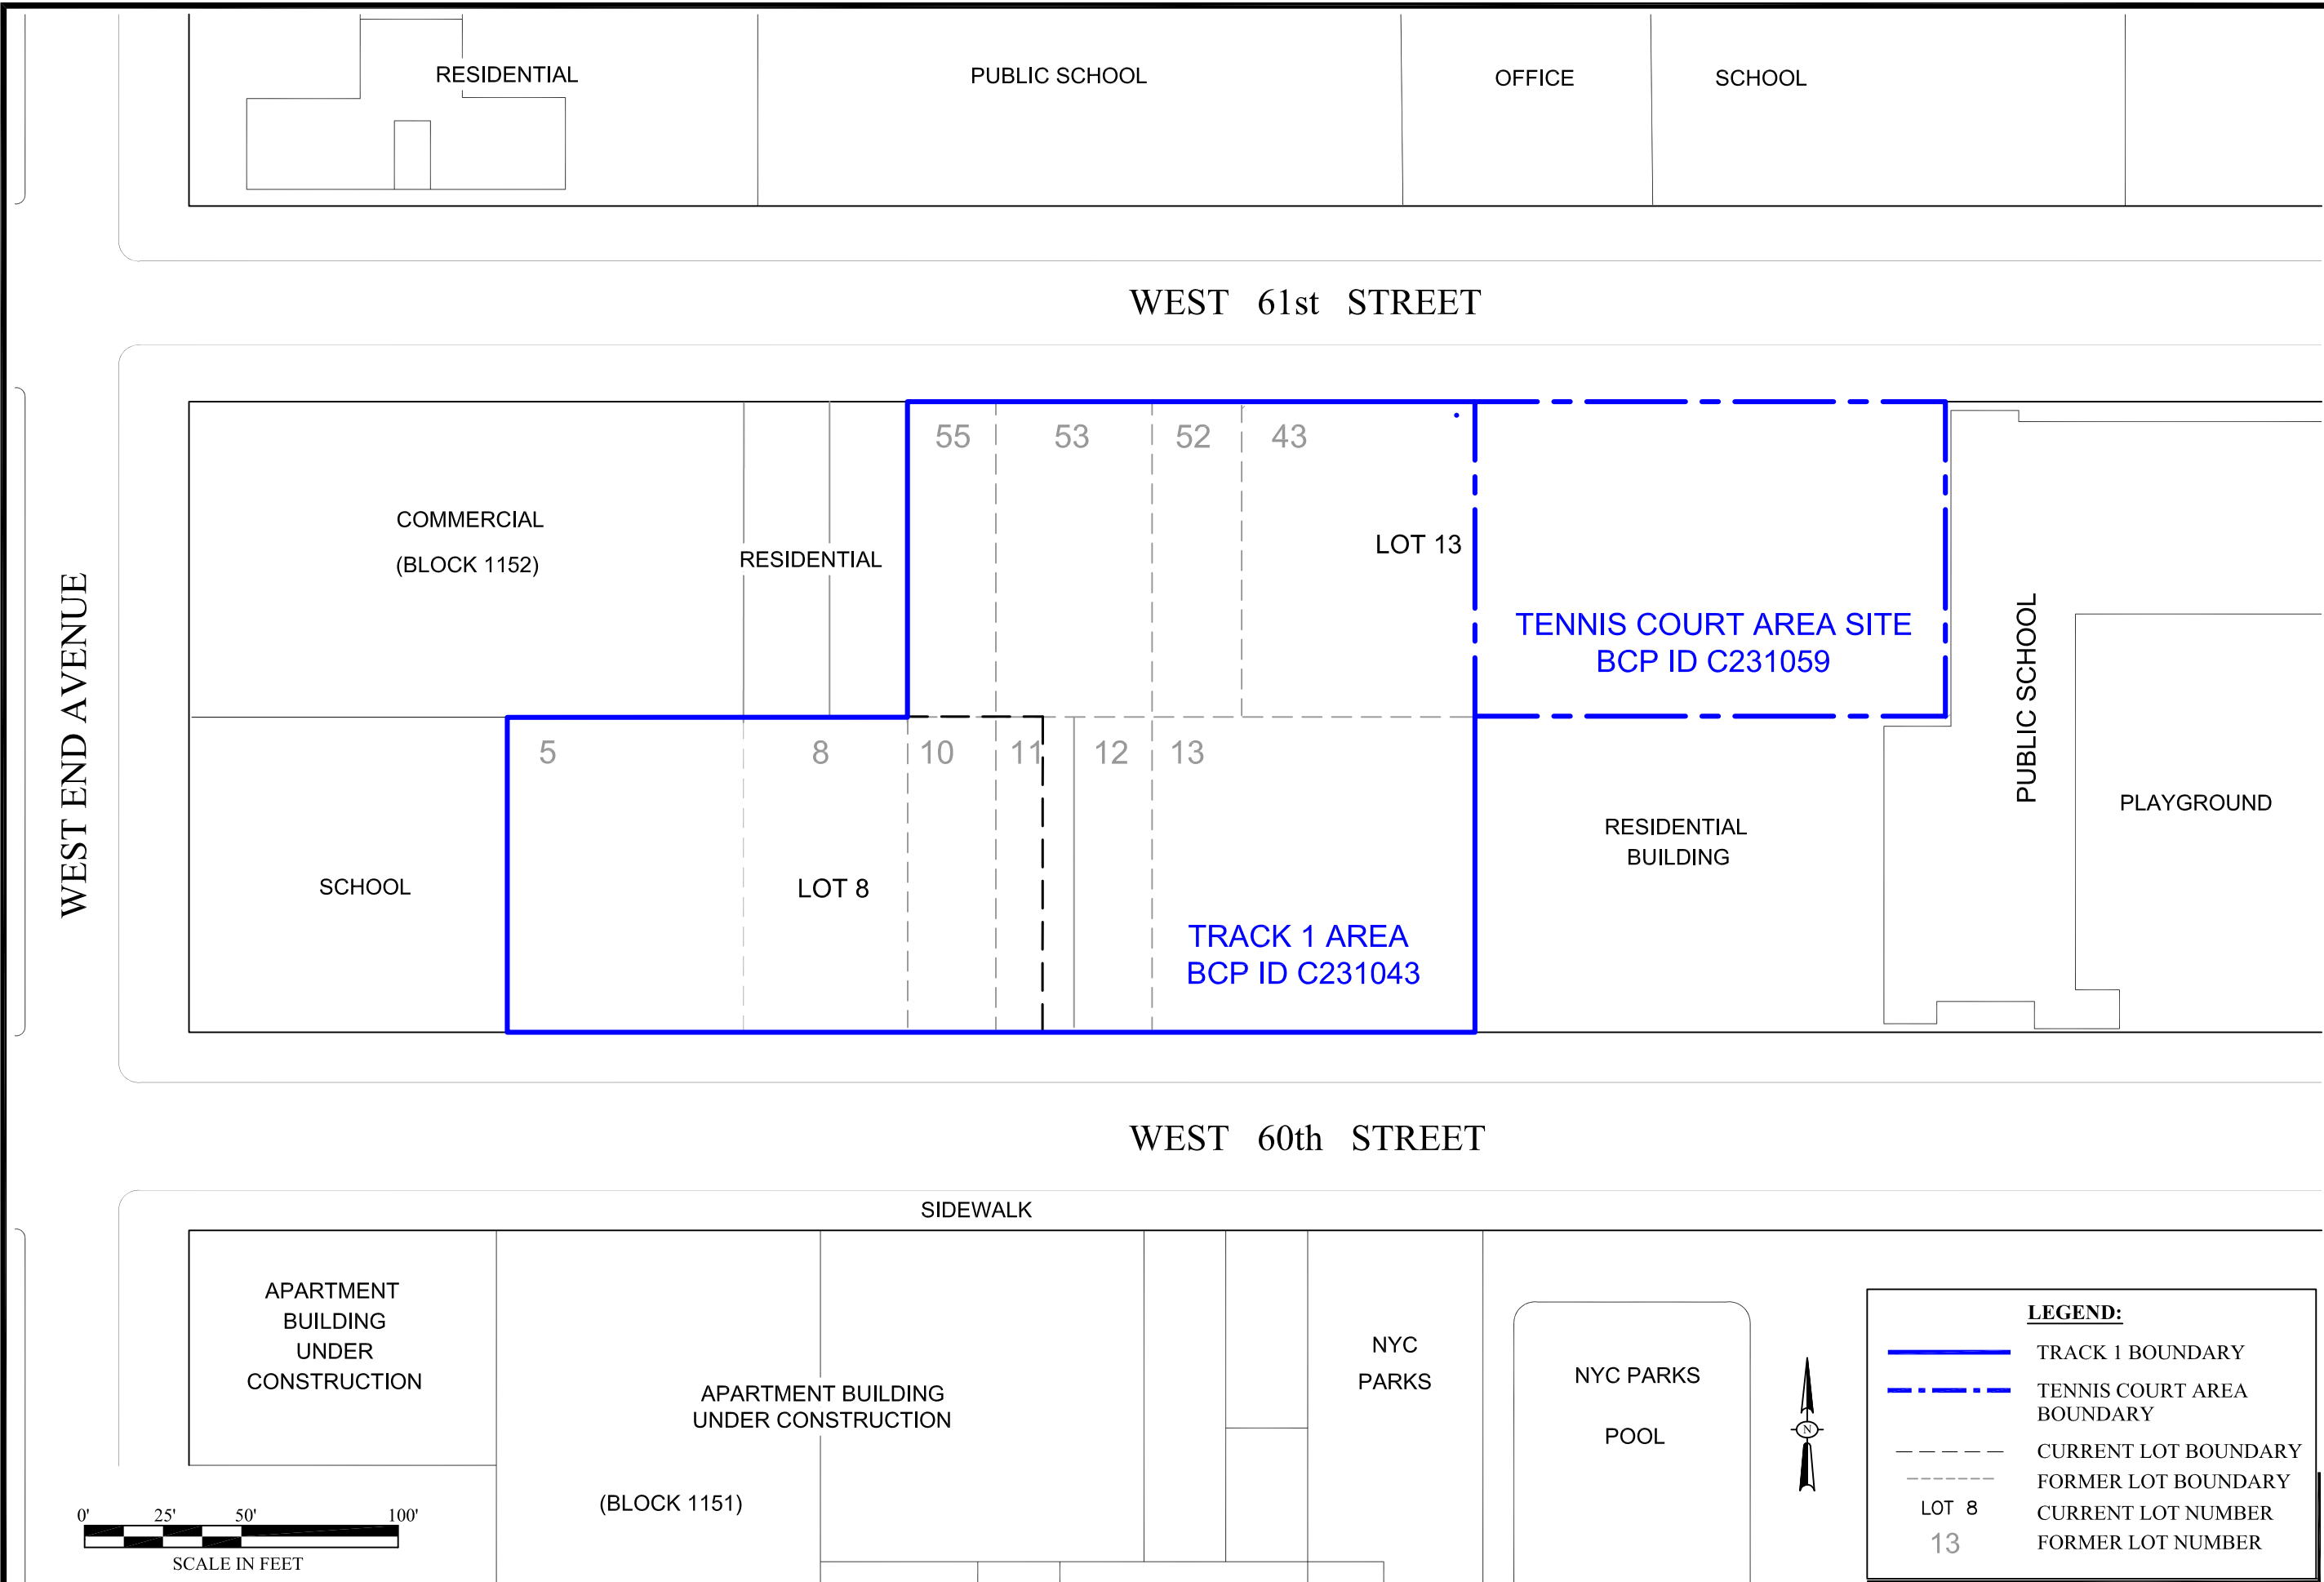 RESIDENTIAL
PUBLIC SCHOOL
OFFICE
SCHOOL
WEST 61st STREET
55
53
52
43
COMMERCIAL
(BLOCK 1152)
RESIDENTIAL
LOT 13
TENNIS COURT AREA SITE
BCP ID C231059
WEST END AVENUE
PUBLIC SCHOOL
5
8
10
11
12
13
PLAYGROUND
RESIDENTIAL
BUILDING
SCHOOL
LOT 8
TRACK 1 AREA
BCP ID C231043
WEST 60th STREET
SIDEWALK
APARTMENT
BUILDING
UNDER
CONSTRUCTION
APARTMENT BUILDING
UNDER CONSTRUCTION
(BLOCK 1151)
NYC
PARKS
NYC PARKS
POOL
N
LEGEND:
TRACK 1 BOUNDARY
TENNIS COURT AREA
BOUNDARY
CURRENT LOT BOUNDARY
FORMER LOT BOUNDARY
LOT 8 CURRENT LOT NUMBER
13 FORMER LOT NUMBER
0' 25' 50' 100'
SCALE IN FEET